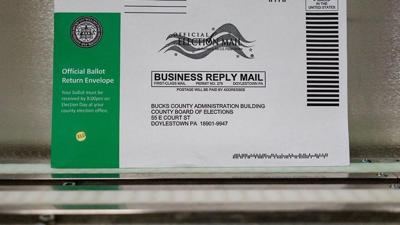 OFFICIAL
ELECTION MAIL
NO POSTAGE
IN THE
UNITED STATES
Official Ballot
Return Envelope
Your ballot must be
received by 8:00pm on
Election Day at your
county election office.
BUSINESS REPLY MAIL
FIRST-CLASS MAIL PERMIT NO. 279 DOYLESTOWN PA
POSTAGE WILL BE PAID BY ADDRESSEE
BUCKS COUNTY ADMINISTRATION BUILDING
COUNTY BOARD OF ELECTIONS
55 E COURT ST
DOYLESTOWN PA 18901-9947